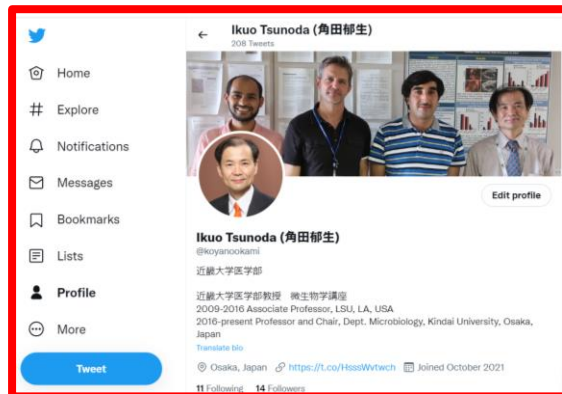 Ikuo Tsunoda (角田郁生)
208 Tweets
Home
Explore
Notifications
Messages
Bookmarks
Lists
Profile
More
Tweet
Edit profile
Ikuo Tsunoda (角田郁生)
@koyanookami
近畿大学医学部
近畿大学医学部教授 微生物学講座
2009-2016 Associate Professor, LSU, LA, USA
2016-present Professor and Chair, Dept. Microbiology, Kindai University, Osaka,
Japan
Translate bio
Osaka, Japan https://t.co/HsssWvtwch Joined October 2021
11 Following 14 Followers